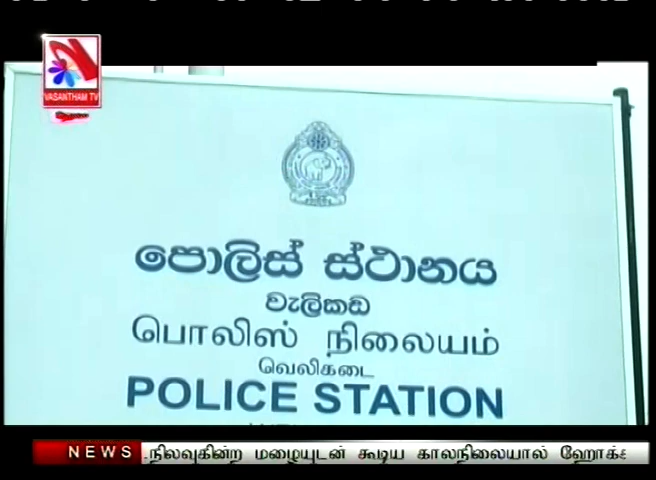 VASANTHAM TV
පොලිස් ස්ථානය
වැලිකඩ
பொலிஸ் நிலையம்
வெலிகடை
POLICE STATION
NEWS
.நிலவுகின்ற மழையுடன் கூடிய காலநிலையால் ஹோக்